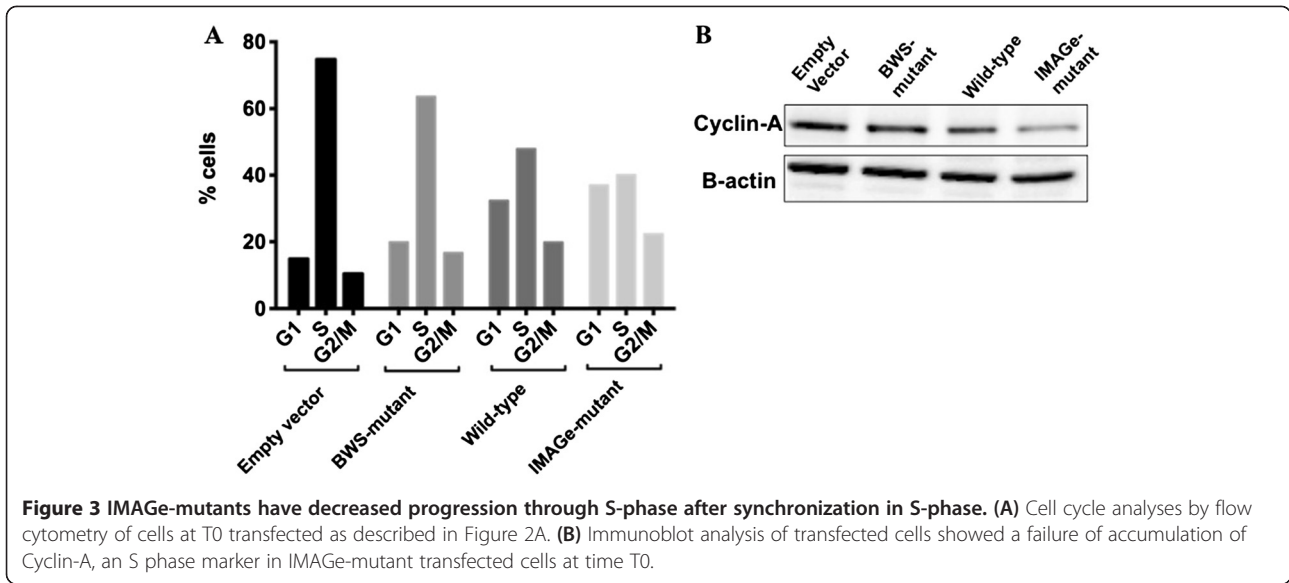 A
80
60
40
20
0
% cells
G1
S
G2/M
G1
S
G2/M
G1
S
G2/M
G1
S
G2/M
Empty vector
BWS-mutant
Wild-type
IMAGe-mutant
B
Empty
Vector
BWS-
mutant
Wild-type
IMAGe-
mutant
Cyclin-A
B-actin
Figure 3 IMAGe-mutants have decreased progression through S-phase after synchronization in S-phase. (A) Cell cycle analyses by flow
cytometry of cells at T0 transfected as described in Figure 2A. (B) Immunoblot analysis of transfected cells showed a failure of accumulation of
Cyclin-A, an S phase marker in IMAGe-mutant transfected cells at time T0.